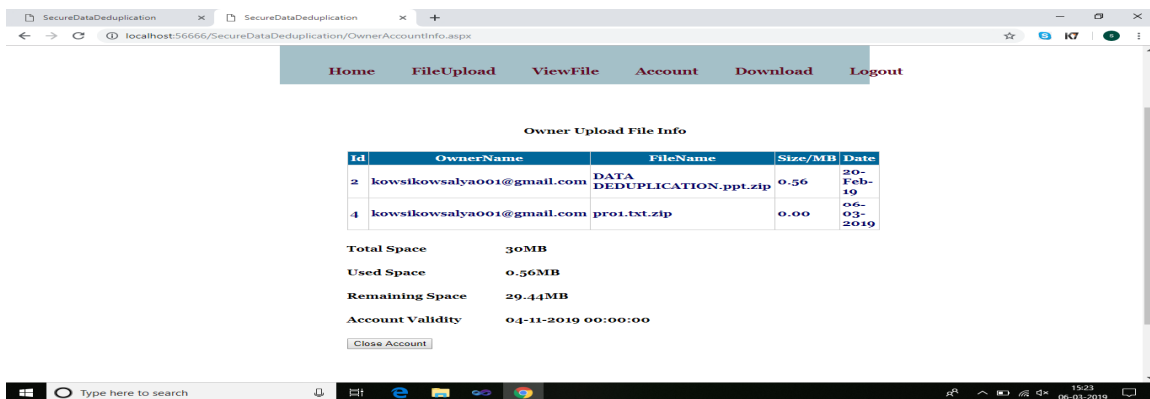 SecureDataDeduplication × SecureDataDeduplication × +
localhost:56666/SecureDataDeduplication/OwnerAccountInfo.aspx S K7 S
Home FileUpload ViewFile Account Download Logout
Owner Upload File Info
Id OwnerName FileName Size/MB Date
2 kowsikowsalya001@gmail.com DATA DEDUPLICATION.ppt.zip 0.56 20-Feb-19
4 kowsikowsalya001@gmail.com pro1.txt.zip 0.00 06-03-2019
Total Space 30MB
Used Space 0.56MB
Remaining Space 29.44MB
Account Validity 04-11-2019 00:00:00
Close Account
Type here to search 15:23
06-03-2019